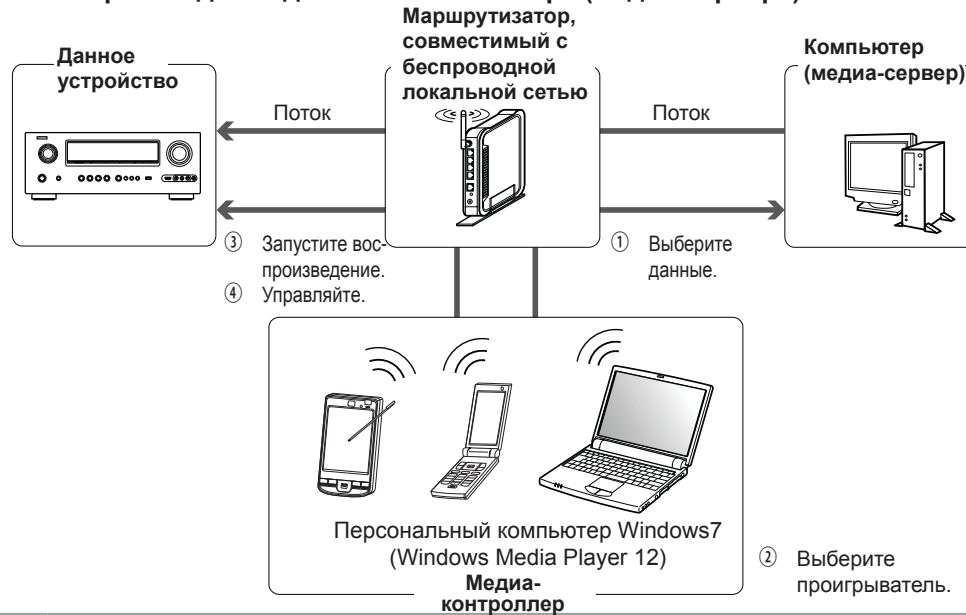 Маршрутизатор,
совместимый с
беспроводной
локальной сетью
Данное
устройство
Компьютер
(медиа-сервер)
Поток
Поток
③ Запустите вос-
произведение.
④ Управляйте.
① Выберите
данные.
Персональный компьютер Windows7
(Windows Media Player 12)
Медиа-
контроллер
② Выберите
проигрыватель.